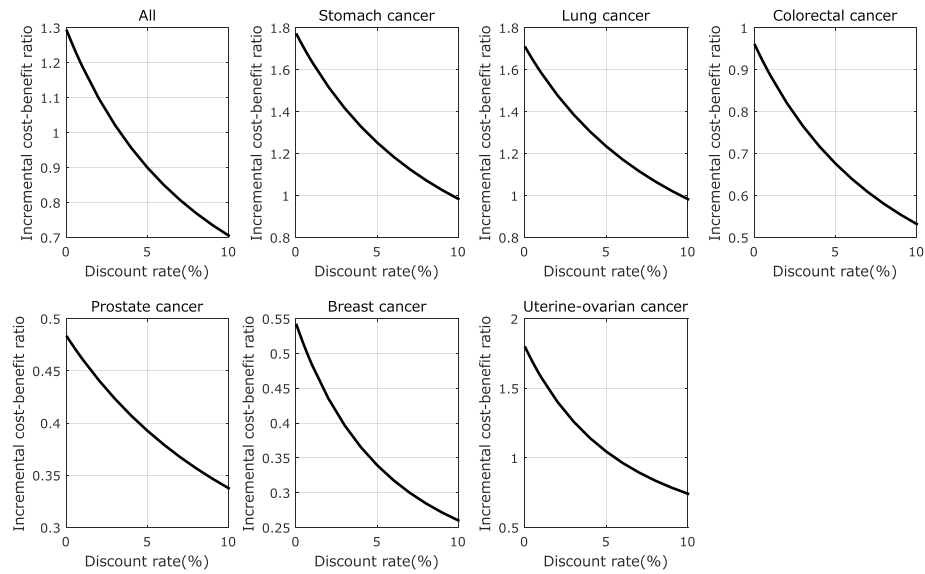 All
Incremental cost-benefit ratio
1.3
1.2
1.1
1
0.9
0.8
0.7
0
5
10
Discount rate(%)
Stomach cancer
Incremental cost-benefit ratio
1.8
1.6
1.4
1.2
1
0.8
0
5
10
Discount rate(%)
Lung cancer
Incremental cost-benefit ratio
1.8
1.6
1.4
1.2
1
0.8
0
5
10
Discount rate(%)
Colorectal cancer
Incremental cost-benefit ratio
1
0.9
0.8
0.7
0.6
0.5
0
5
10
Discount rate(%)
Prostate cancer
Incremental cost-benefit ratio
0.5
0.45
0.4
0.35
0.3
0
5
10
Discount rate(%)
Breast cancer
Incremental cost-benefit ratio
0.55
0.5
0.45
0.4
0.35
0.3
0.25
0
5
10
Discount rate(%)
Uterine-ovarian cancer
Incremental cost-benefit ratio
2
1.5
1
0.5
0
5
10
Discount rate(%)